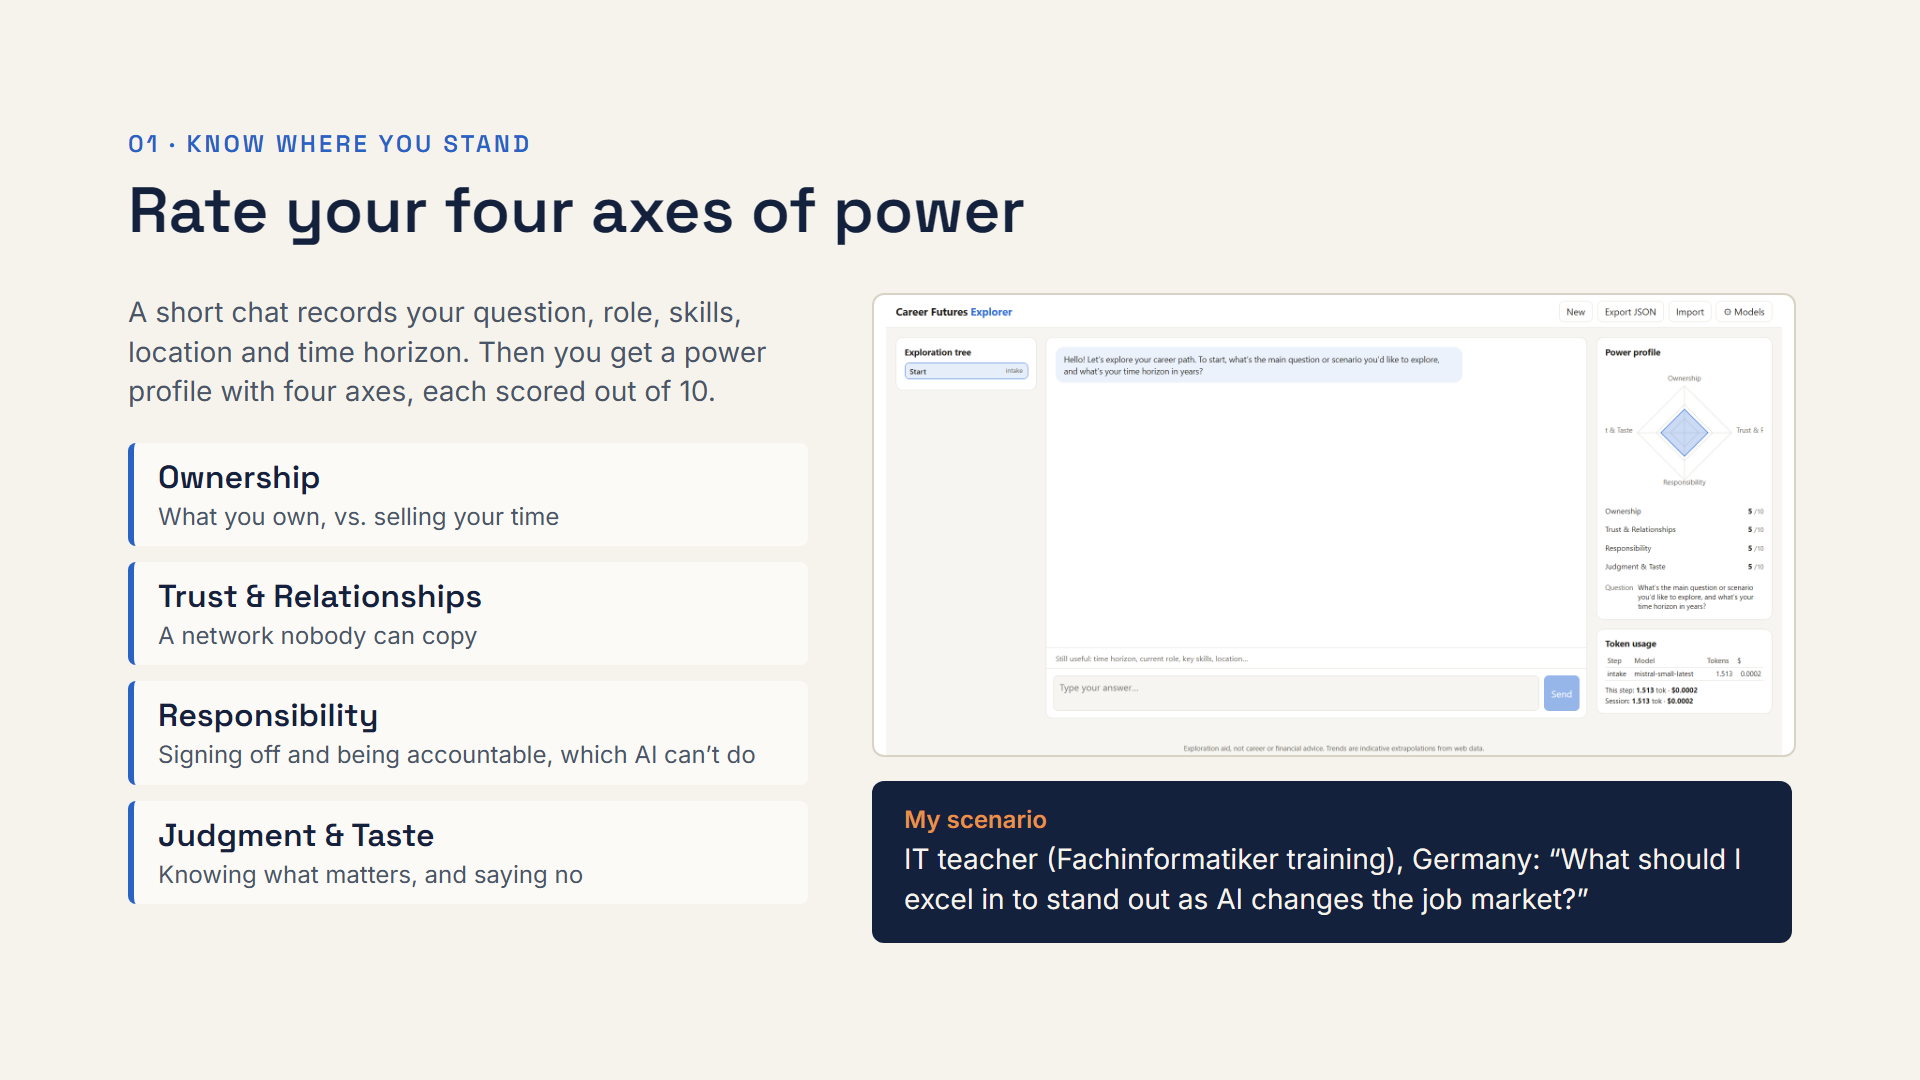 01 · KNOW WHERE YOU STAND
Rate your four axes of power
A short chat records your question, role, skills,
location and time horizon. Then you get a power
profile with four axes, each scored out of 10.
Ownership
What you own, vs. selling your time
Trust & Relationships
A network nobody can copy
Responsibility
Signing off and being accountable, which AI can’t do
Judgment & Taste
Knowing what matters, and saying no
Career Futures Explorer
New
Export JSON
Import
⚙ Models
Exploration tree
Start intake
Hello! Let's explore your career path. To start, what's the main question or scenario you'd like to explore,
and what's your time horizon in years?
Still useful: time horizon, current role, key skills, location...
Type your answer...
Send
Power profile
Ownership
t & Taste
Trust & F
Responsibility
Ownership 5 /10
Trust & Relationships 5 /10
Responsibility 5 /10
Judgment & Taste 5 /10
Question What's the main question or scenario
you'd like to explore, and what's your
time horizon in years?
Token usage
Step Model Tokens $
intake mistral-small-latest 1.513 0.0002
This step: 1.513 tok · $0.0002
Session: 1.513 tok · $0.0002
Exploration aid, not career or financial advice. Trends are indicative extrapolations from web data.
My scenario
IT teacher (Fachinformatiker training), Germany: “What should I
excel in to stand out as AI changes the job market?”